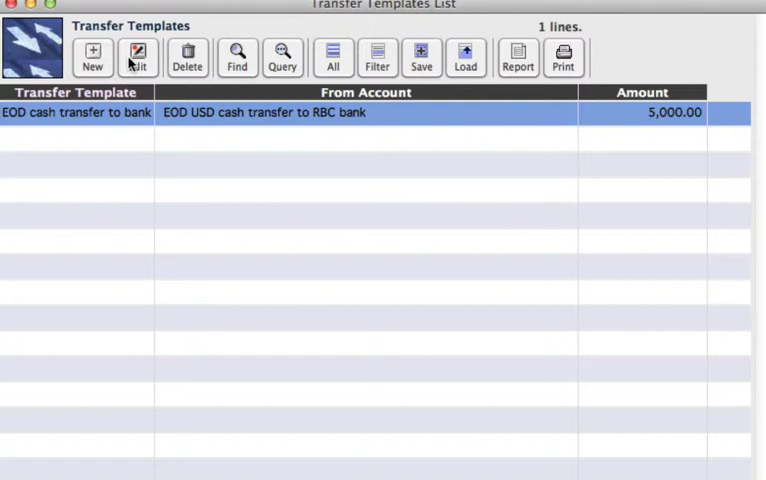 Transfer Templates List
Transfer Templates
1 lines.
New
Delete
Find
Query
All
Filter
Save
Load
Report
Print
Transfer Template From Account Amount
EOD cash transfer to bank EOD USD cash transfer to RBC bank 5,000.00